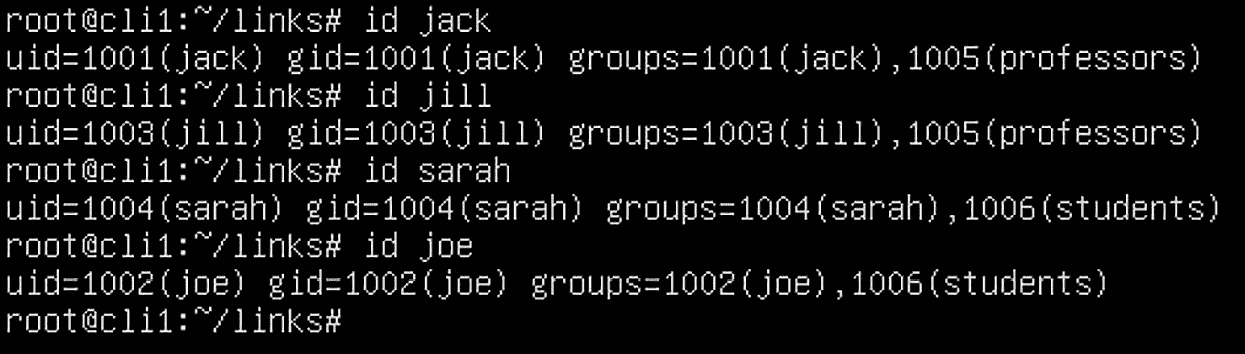 root@cli1:~/links# id jack
uid=1001(jack) gid=1001(jack) groups=1001(jack),1005(professors)
root@cli1:~/links# id jill
uid=1003(jill) gid=1003(jill) groups=1003(jill),1005(professors)
root@cli1:~/links# id sarah
uid=1004(sarah) gid=1004(sarah) groups=1004(sarah),1006(students)
root@cli1:~/links# id joe
uid=1002(joe) gid=1002(joe) groups=1002(joe),1006(students)
root@cli1:~/links#